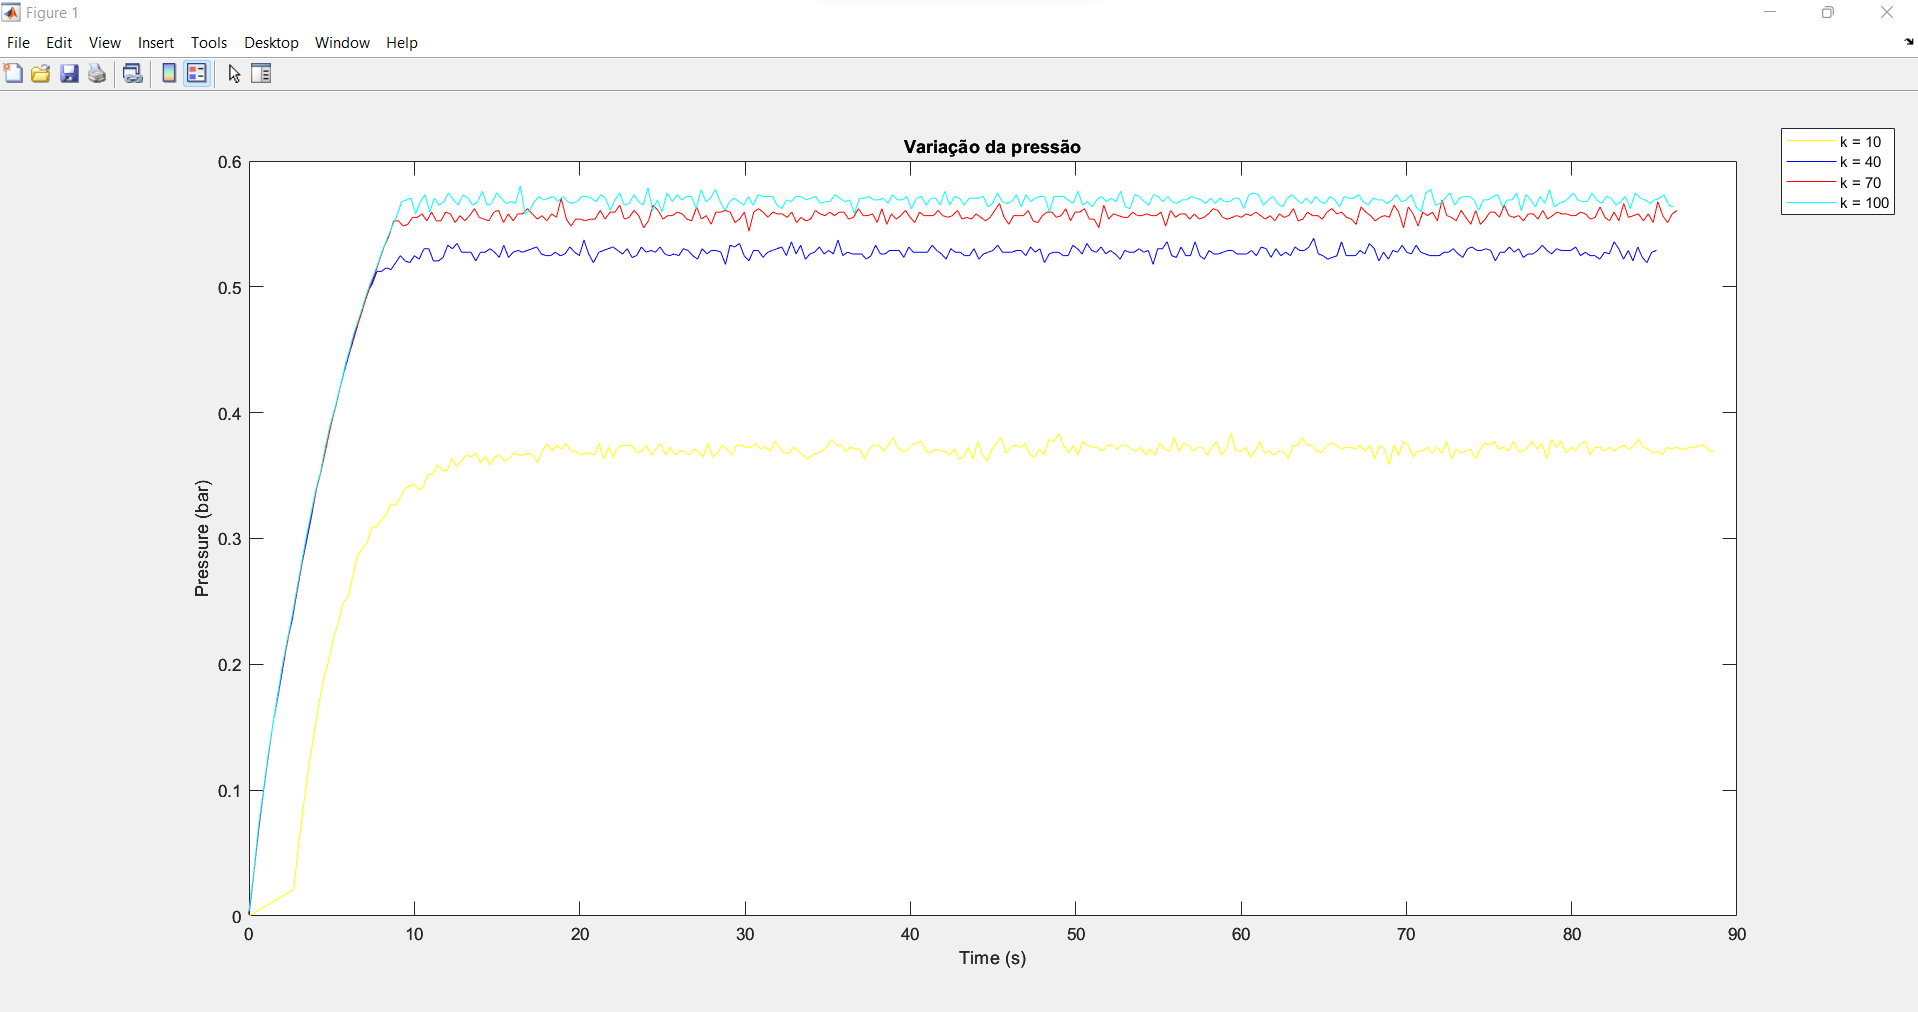 Figure 1
File Edit View Insert Tools Desktop Window Help
Variação da pressão
k = 10
k = 40
k = 70
k = 100
0.6
0.5
0.4
0.3
0.2
0.1
0
Pressure (bar)
0 10 20 30 40 50 60 70 80 90
Time (s)